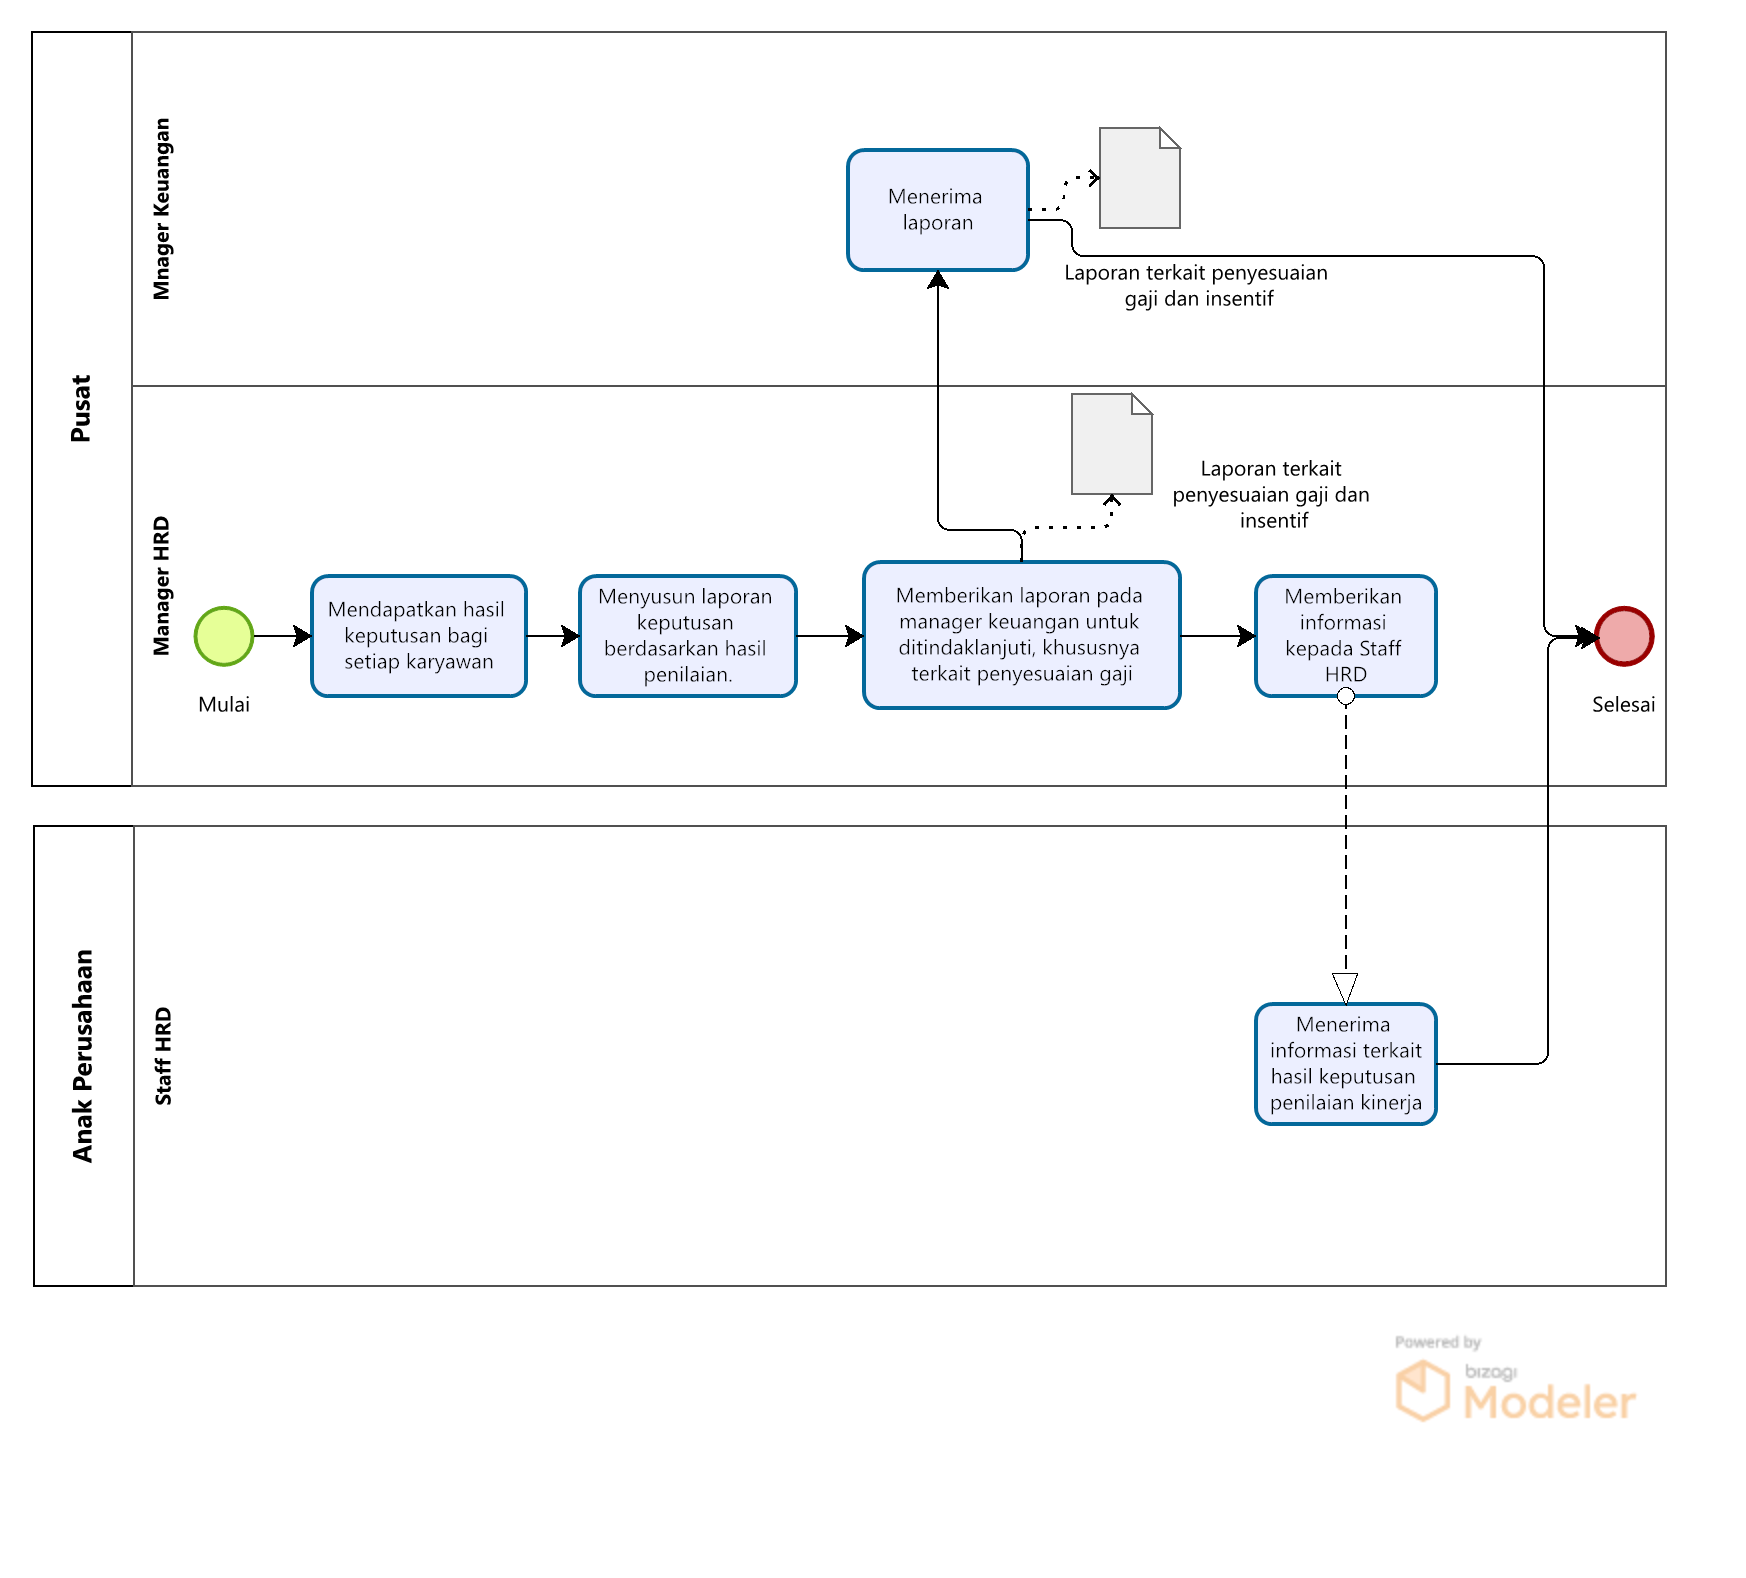 Pusat
Mnager Keuangan
Menerima
laporan
Laporan terkait penyesuaian
gaji dan insentif
Manager HRD
Laporan terkait
penyesuaian gaji dan
insentif
Mulai
Mendapatkan hasil
keputusan bagi
setiap karyawan
Menyusun laporan
keputusan
berdasarkan hasil
penilaian.
Memberikan laporan pada
manager keuangan untuk
ditindaklanjuti, khususnya
terkait penyesuaian gaji
Memberikan
informasi
kepada Staff
HRD
Selesai
Anak Perusahaan
Staff HRD
Menerima
informasi terkait
hasil keputusan
penilaian kinerja
Powered by
bizagi
Modeler